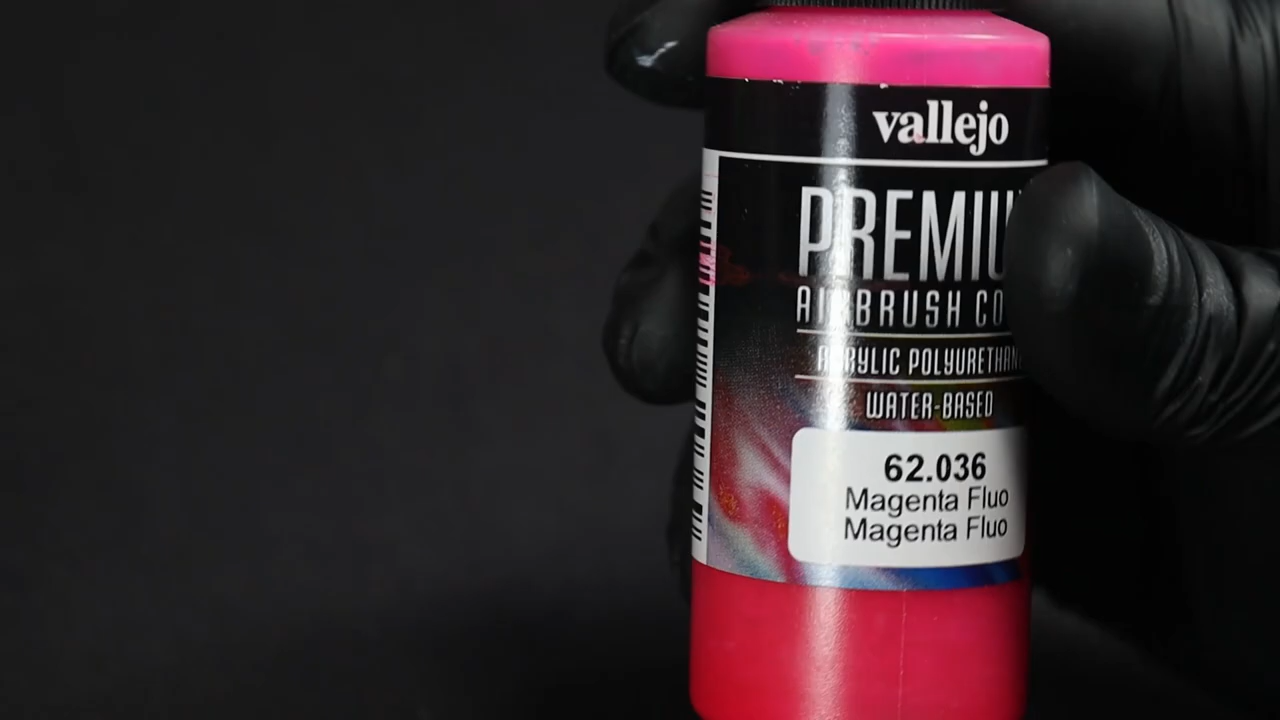 vallejo
PREMIU
AIRBRUSH CO
ACRYLIC POLYURETHAN
WATER-BASED
62.036
Magenta Fluo
Magenta Fluo